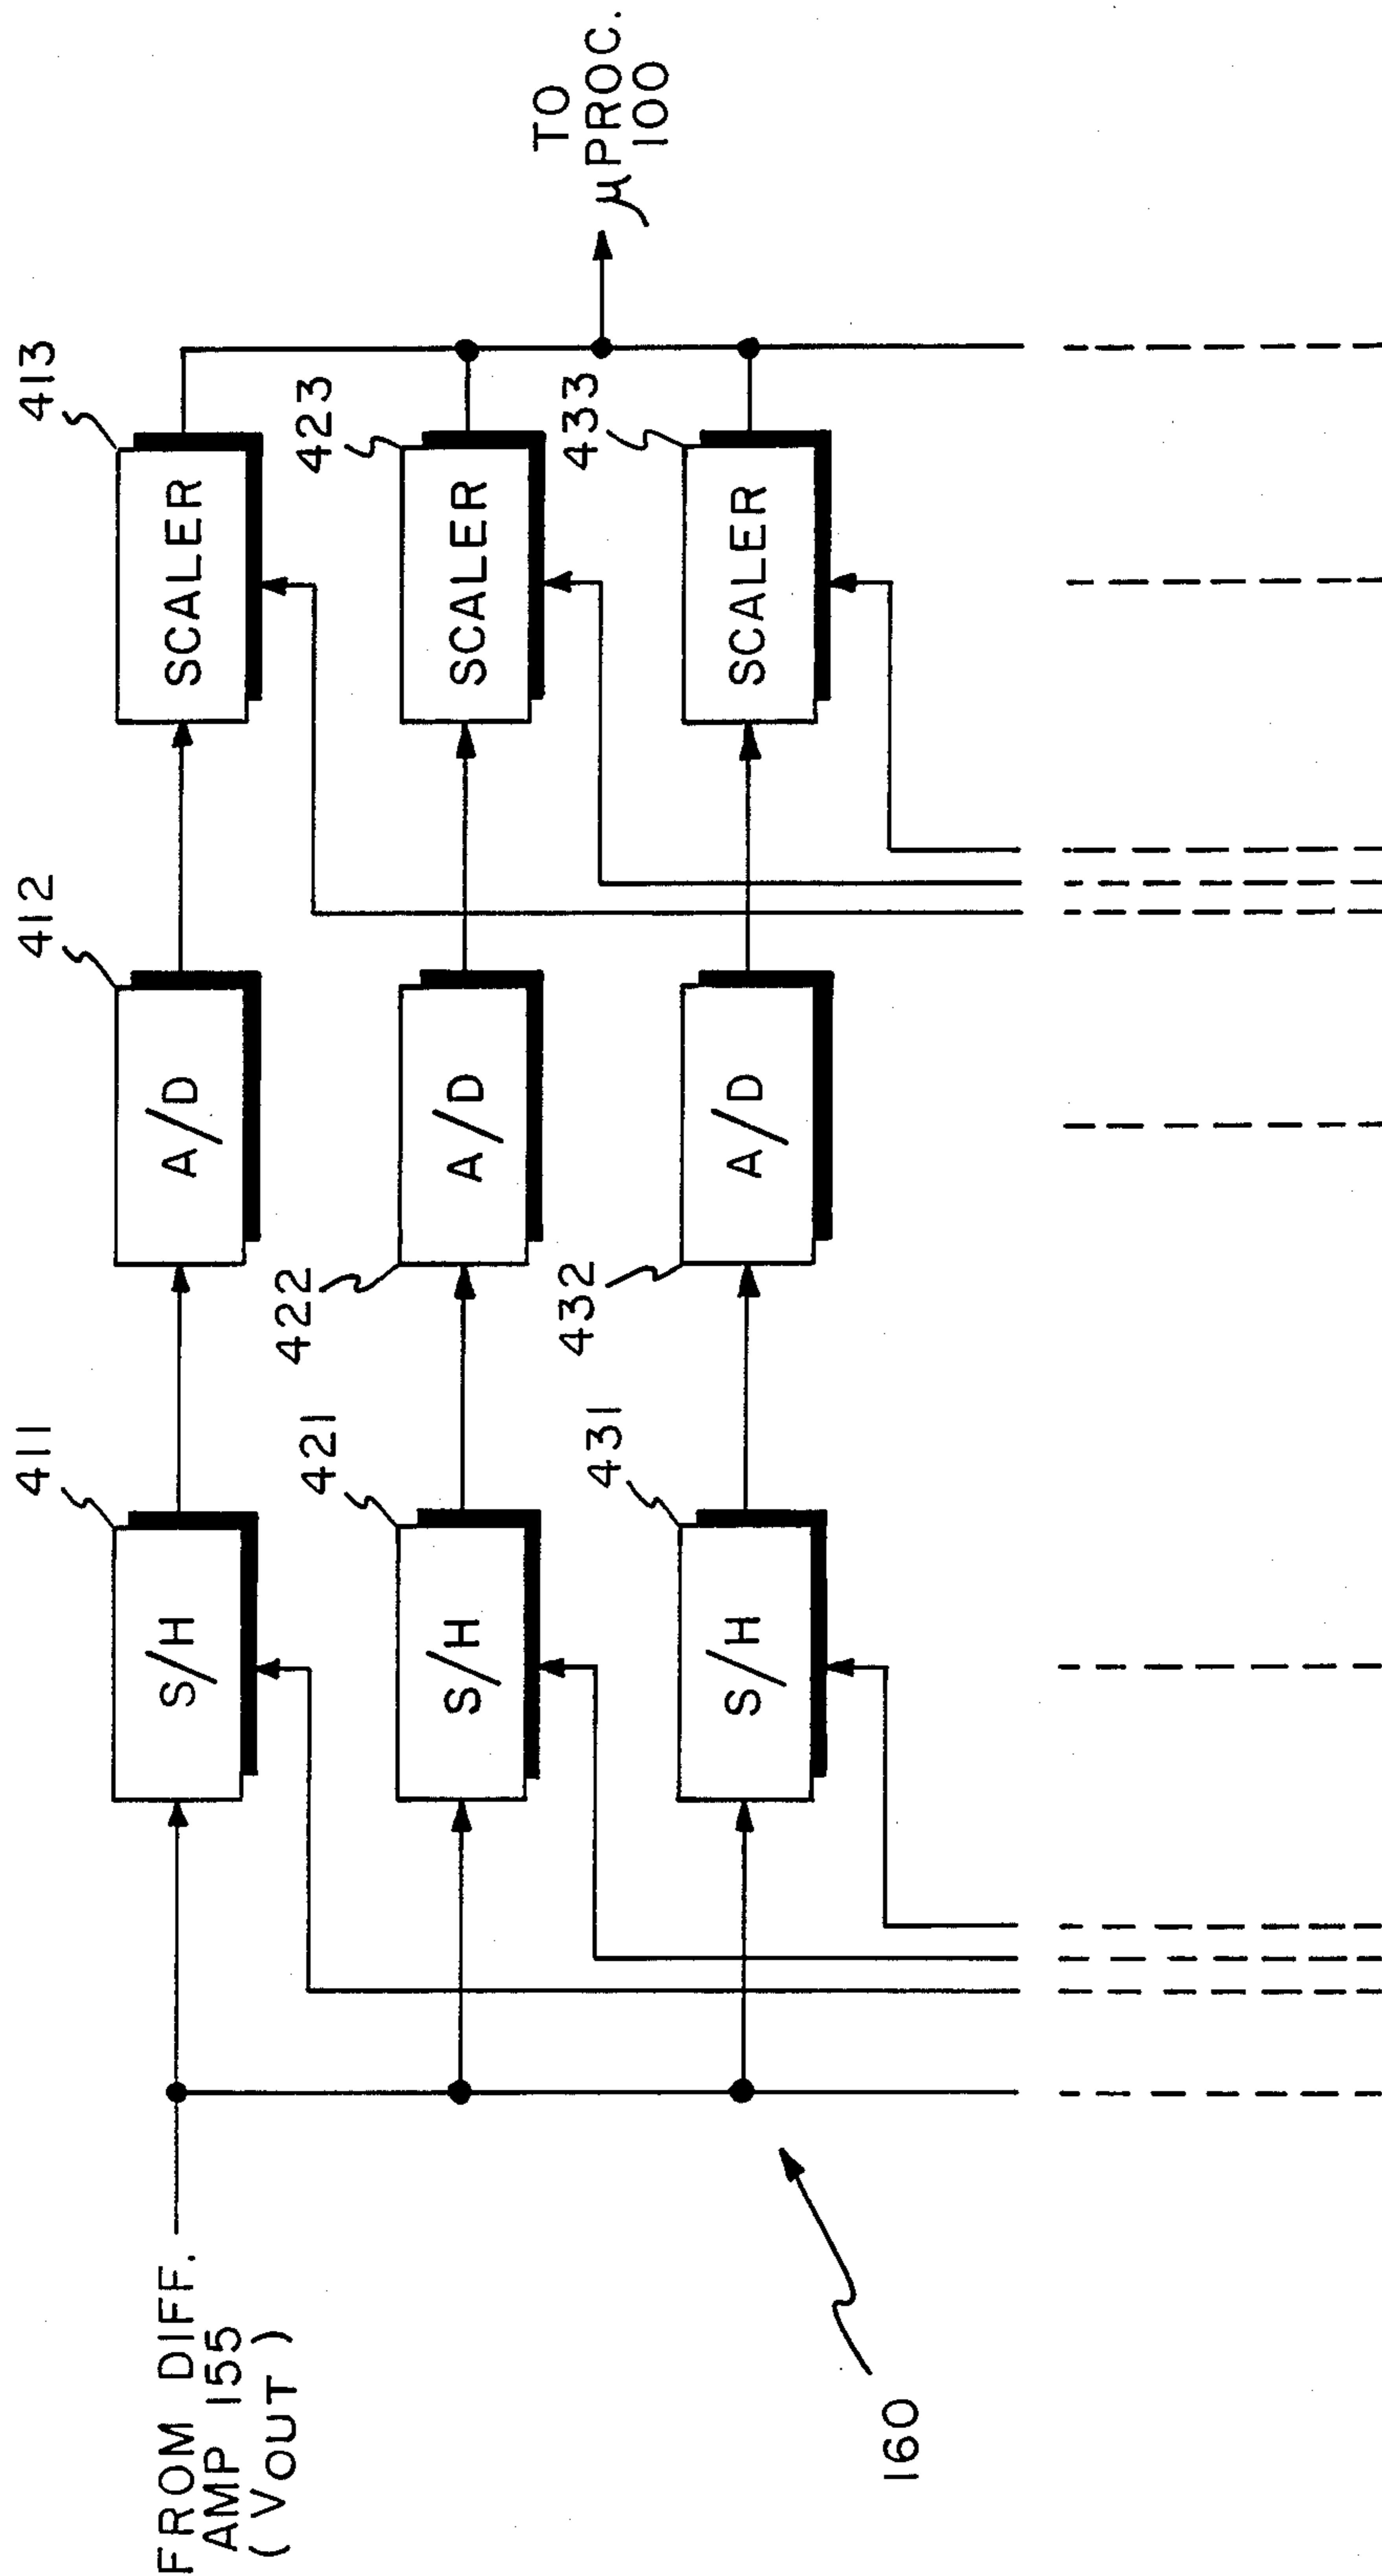 FROM DIFF.
AMP 155
(VOUT)
411
S/H
412
A/D
413
SCALER
421
S/H
422
A/D
423
SCALER
431
S/H
432
A/D
433
SCALER
TO
μPROC.
100
160